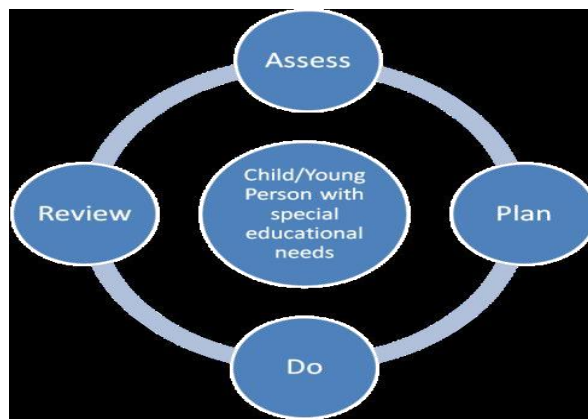 Assess
Review
Child/Young
Person with
special
educational
needs
Plan
Do